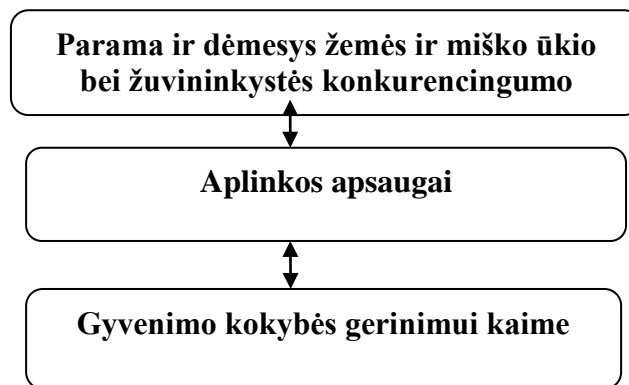 Parama ir dėmesys žemės ir miško ūkio
bei žuvininkystės konkurencingumo
Aplinkos apsaugai
Gyvenimo kokybės gerinimui kaime